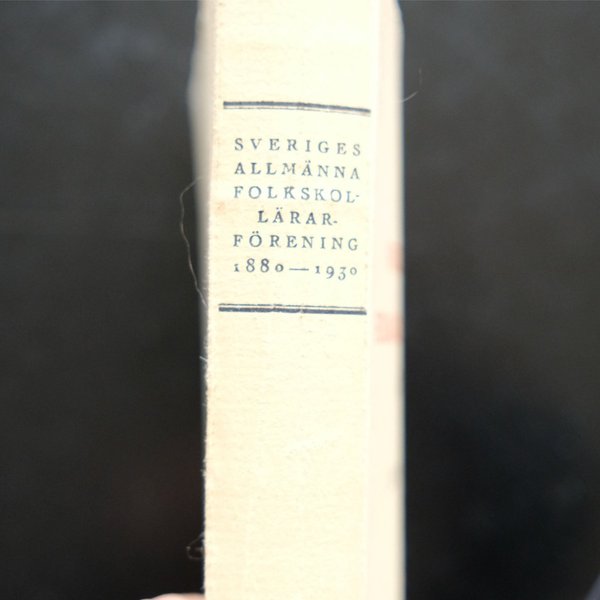 SVERIGES
ALLMÄNNA
FOLKSKOL-
LÄRAR-
FÖRENING
1880—1930